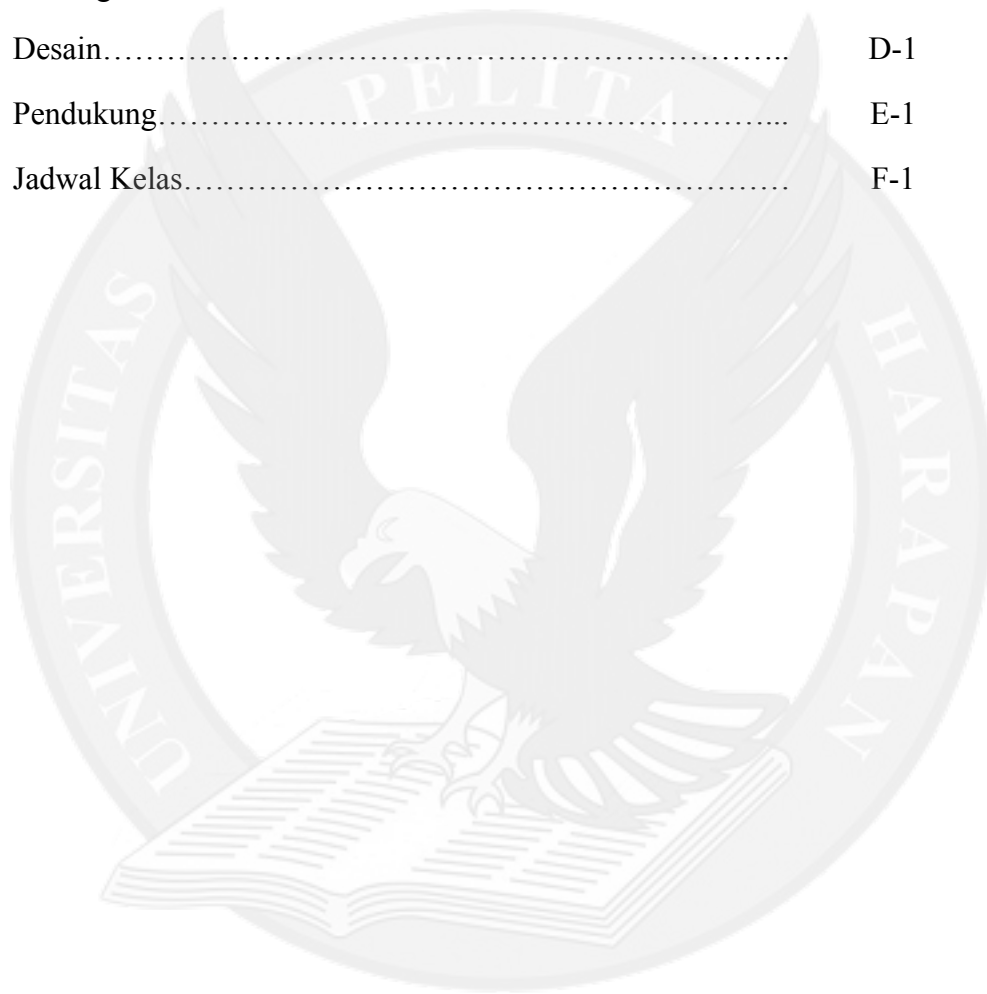 Desain…………………………………………………………………….. D-1
Pendukung………………………………………………………………... E-1
Jadwal Kelas………………………………………………………… F-1
UNIVERSITAS PELITA HARAPAN